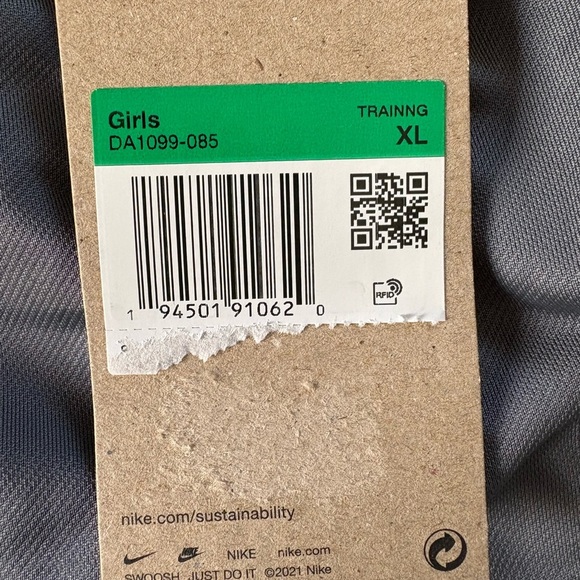 Girls
TRAINNG
DA1099-085
XL
1 94501 91062 0
RFID
nike.com/sustainability
NIKE nike.com
SWOOSH JUST DO IT ©2021 Nike